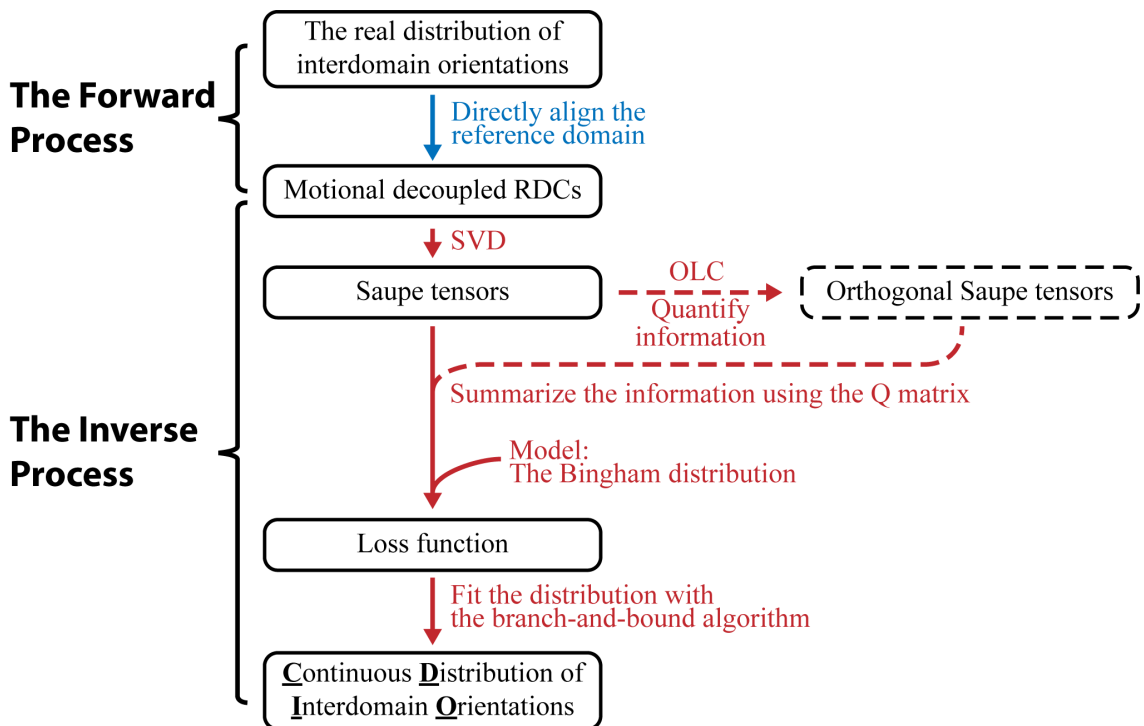 The real distribution of
interdomain orientations
The Forward
Process
Directly align the
reference domain
Motional decoupled RDCs
SVD
Saupe tensors
OLC
Quantify
information
Orthogonal Saupe tensors
Summarize the information using the Q matrix
The Inverse
Process
Model:
The Bingham distribution
Loss function
Fit the distribution with
the branch-and-bound algorithm
Continuous Distribution of
Interdomain Orientations